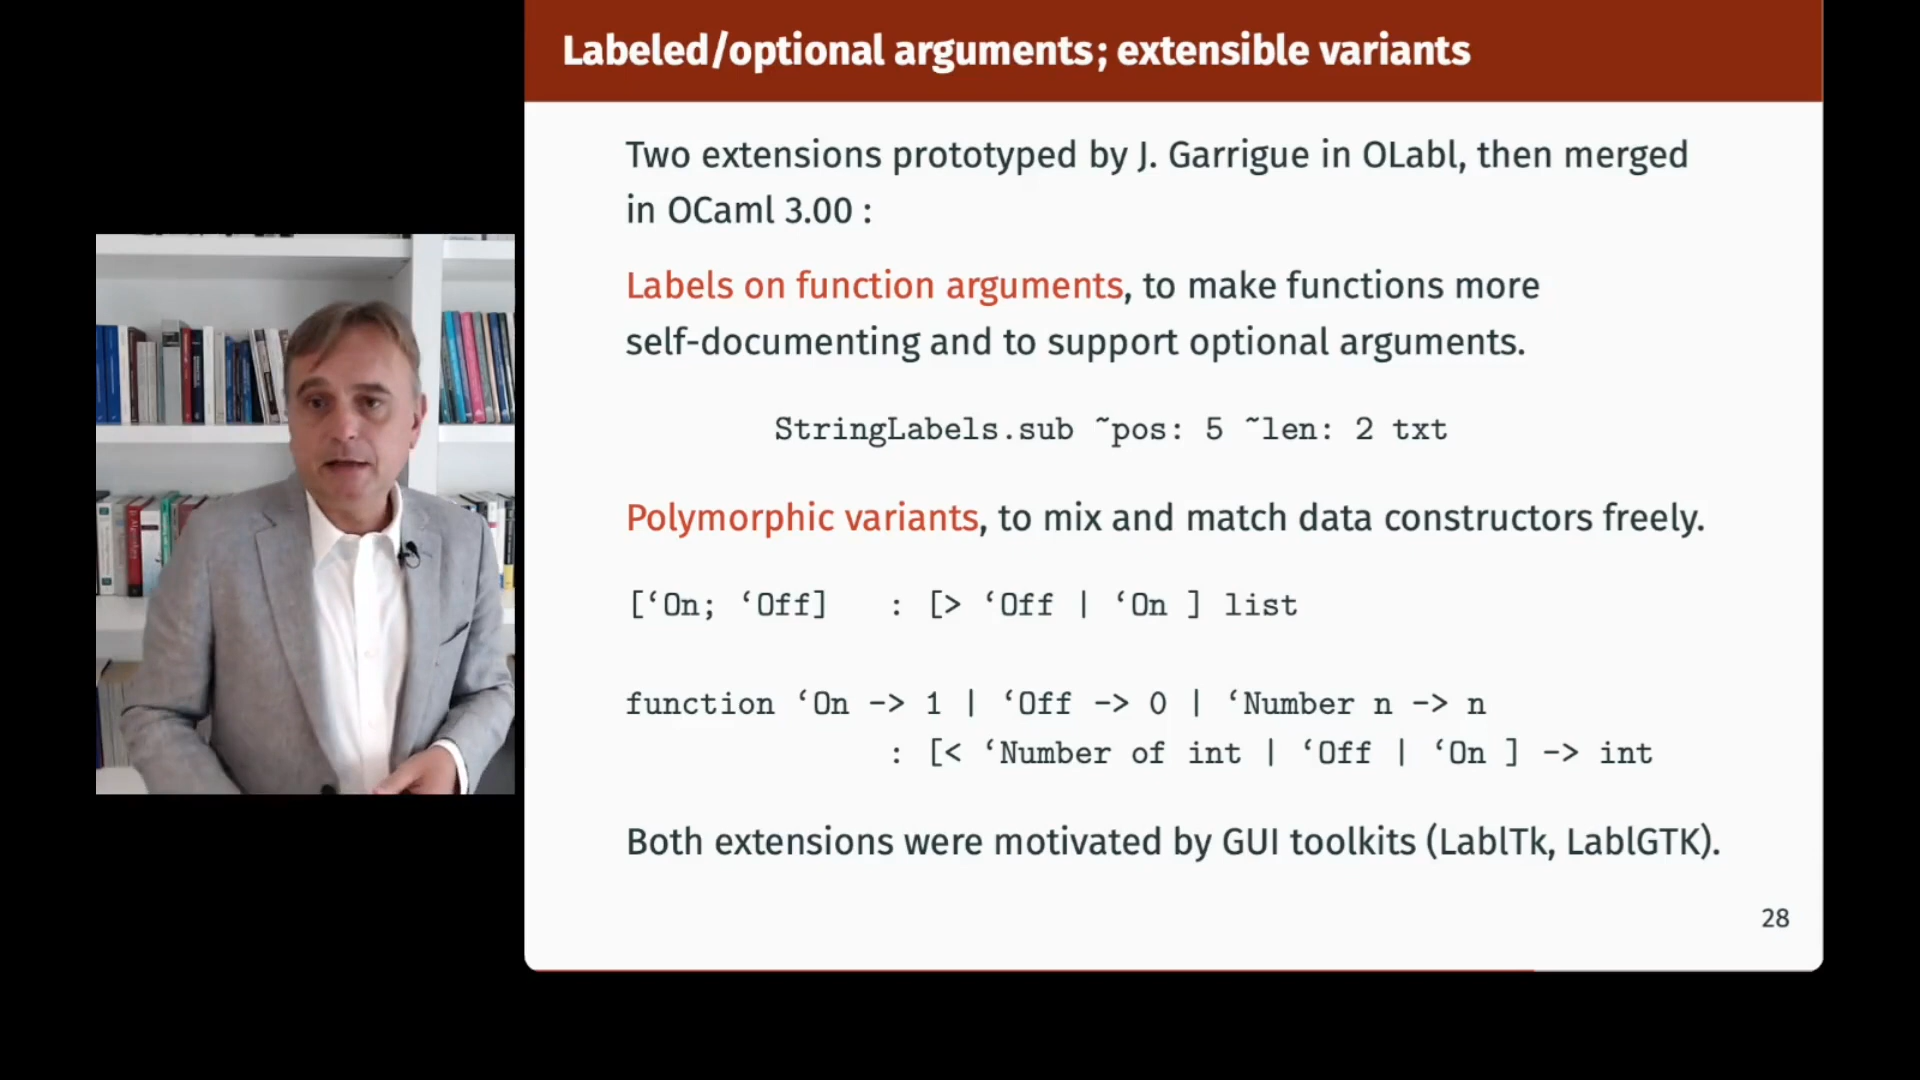 Labeled/optional arguments; extensible variants
Two extensions prototyped by J. Garrigue in OLabl, then merged
in OCaml 3.00 :
Labels on function arguments, to make functions more
self-documenting and to support optional arguments.
StringLabels.sub ~pos: 5 ~len: 2 txt
Polymorphic variants, to mix and match data constructors freely.
[‘On; ‘Off] : [> ‘Off | ‘On ] list
function ‘On -> 1 | ‘Off -> 0 | ‘Number n -> n
: [< ‘Number of int | ‘Off | ‘On ] -> int
Both extensions were motivated by GUI toolkits (LablTk, LablGTK).
28